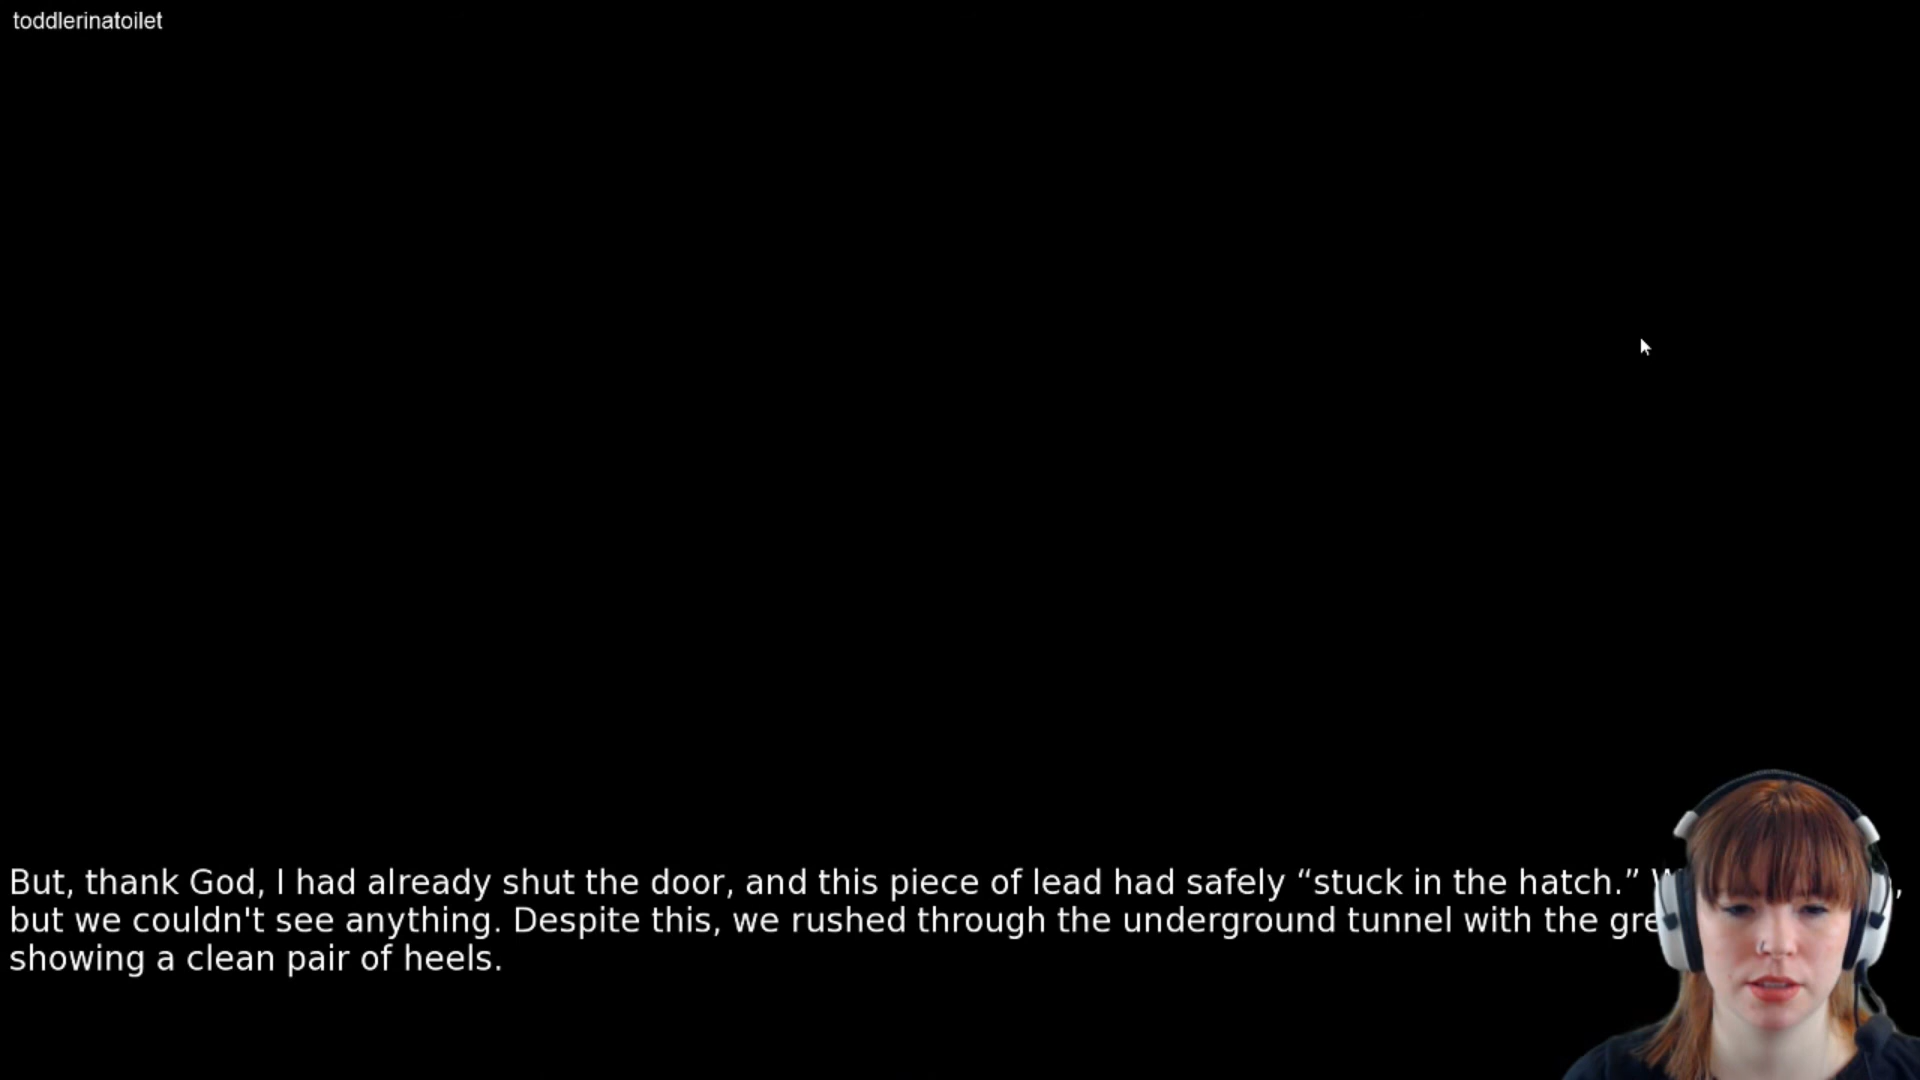 toddlerinatoilet
But, thank God, I had already shut the door, and this piece of lead had safely “stuck in the hatch.”
but we couldn't see anything. Despite this, we rushed through the underground tunnel with the
showing a clean pair of heels.